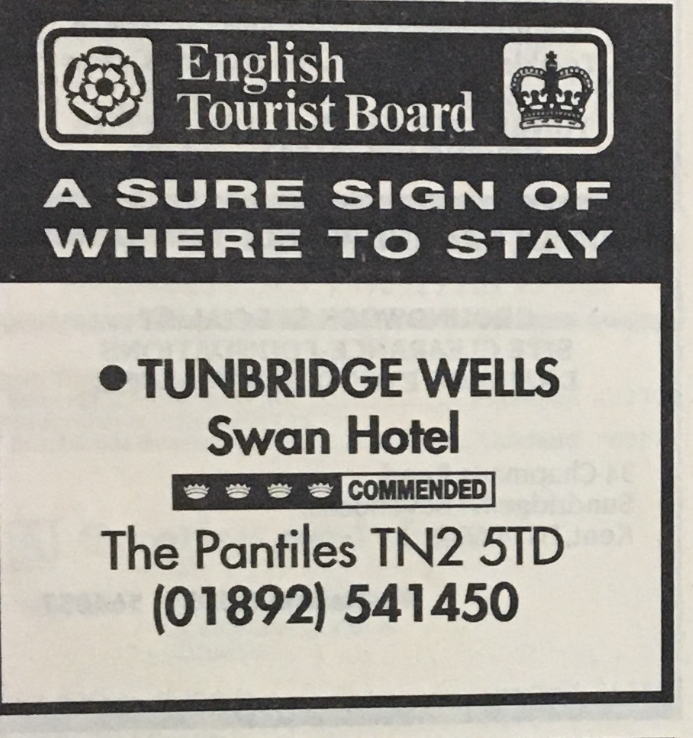 English
Tourist Board
A SURE SIGN OF
WHERE TO STAY
●TUNBRIDGE WELLS
Swan Hotel
COMMENDED
The Pantiles TN2 5TD
(01892) 541450